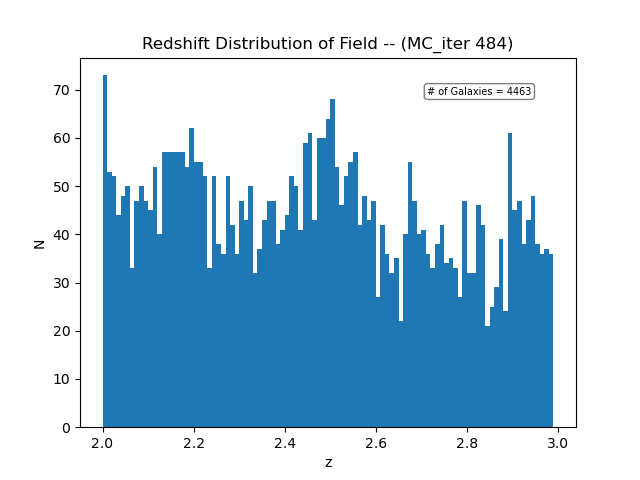 Redshift Distribution of Field -- (MC_iter 484)
# of Galaxies = 4463
70
60
50
40
30
20
10
0
N
2.0 2.2 2.4 2.6 2.8 3.0
z